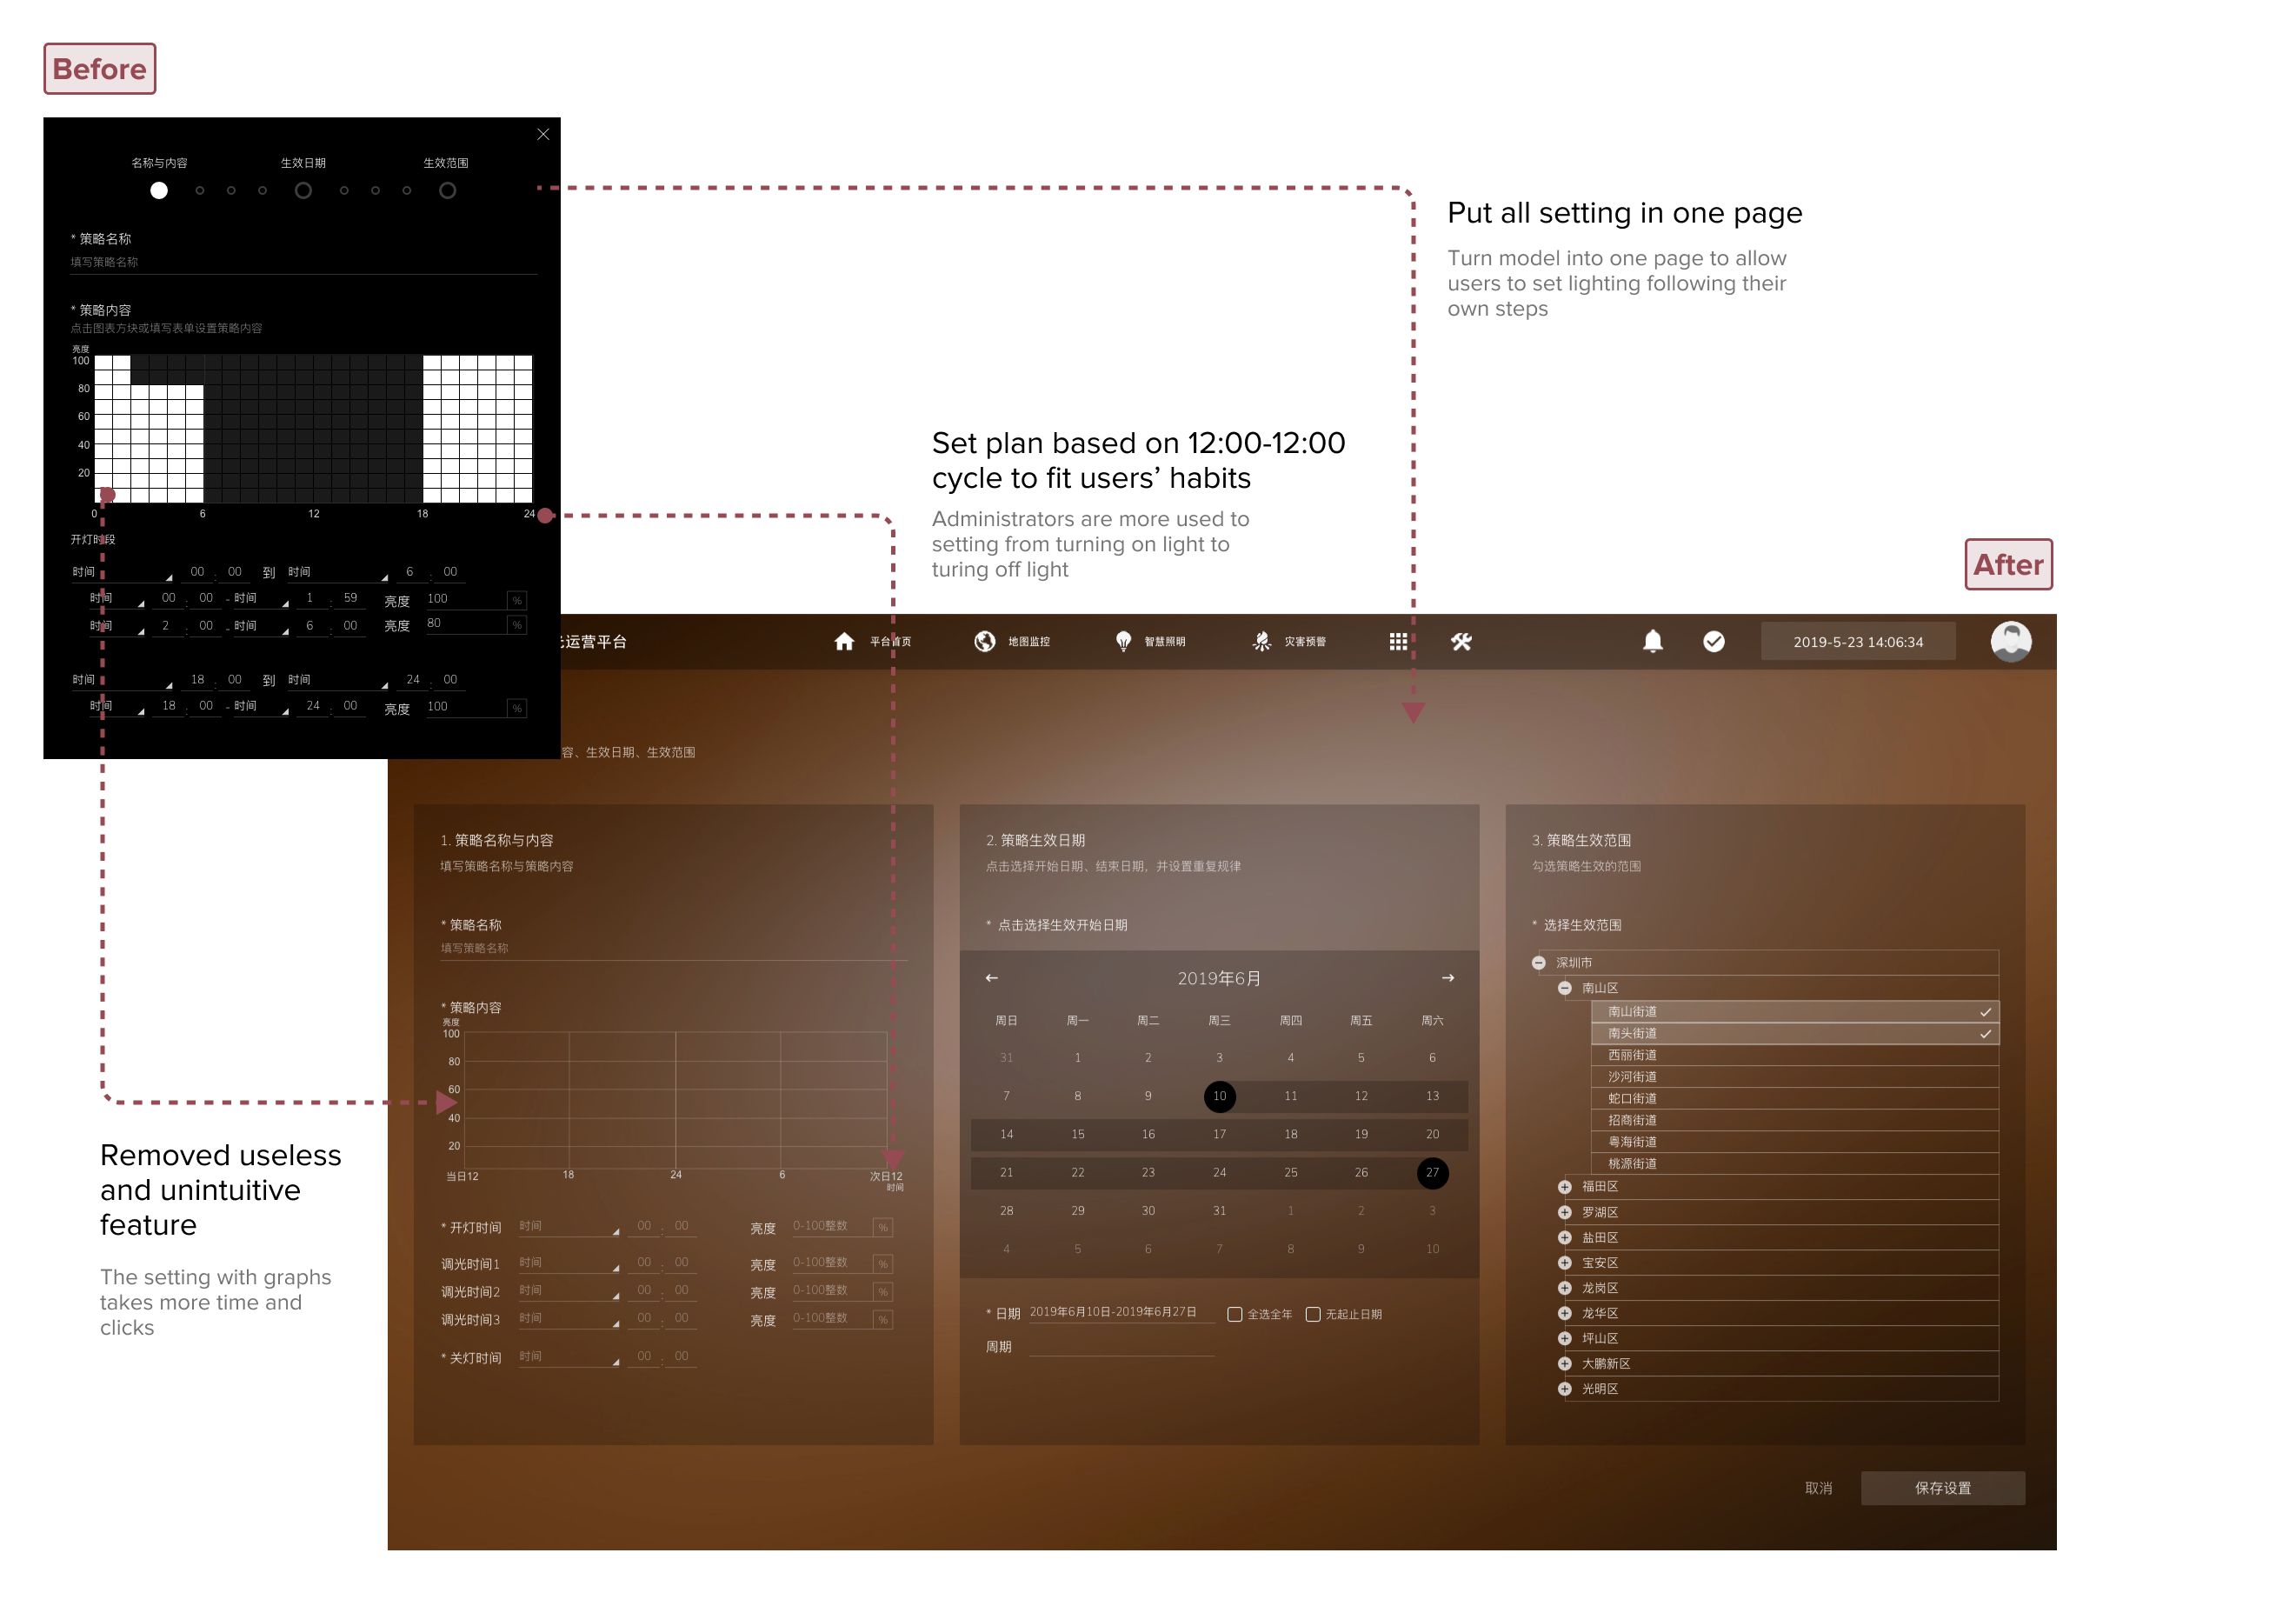 Before
名称与内容
生效日期
生效范围
* 策略名称
填写策略名称
* 策略内容
点击图表方块或填写表单设置策略内容
亮度
100
80
60
40
20
0 6 12 18 24
开灯时段
时间 00 : 00 到 时间 6 : 00
时间 00 : 00 - 时间 1 : 59 亮度 100 %
时间 2 : 00 - 时间 6 : 00 亮度 80 %
时间 18 : 00 到 时间 24 : 00
时间 18 : 00 - 时间 24 : 00 亮度 100 %
Put all setting in one page
Turn model into one page to allow
users to set lighting following their
own steps
Set plan based on 12:00-12:00
cycle to fit users’ habits
Administrators are more used to
setting from turning on light to
turing off light
After
运营平台
平台首页
地图监控
智慧照明
灾害预警
2019-5-23 14:06:34
容、生效日期、生效范围
1. 策略名称与内容
填写策略名称与策略内容
* 策略名称
填写策略名称
* 策略内容
亮度
100
80
60
40
20
当日12 18 24 6 次日12
时间
* 开灯时间 时间 00 : 00 亮度 0-100整数 %
调光时间1 时间 00 : 00 亮度 0-100整数 %
调光时间2 时间 00 : 00 亮度 0-100整数 %
调光时间3 时间 00 : 00 亮度 0-100整数 %
* 关灯时间 时间 00 : 00
2. 策略生效日期
点击选择开始日期、结束日期，并设置重复规律
* 点击选择生效开始日期
2019年6月
周日 周一 周二 周三 周四 周五 周六
31 1 2 3 4 5 6
7 8 9 10 11 12 13
14 15 16 17 18 19 20
21 22 23 24 25 26 27
28 29 30 31 1 2 3
4 5 6 7 8 9 10
* 日期 2019年6月10日-2019年6月27日 全选全年 无起止日期
周期
3. 策略生效范围
勾选策略生效的范围
* 选择生效范围
深圳市
南山区
南山街道
南头街道
西丽街道
沙河街道
蛇口街道
招商街道
粤海街道
桃源街道
福田区
罗湖区
盐田区
宝安区
龙岗区
龙华区
坪山区
大鹏新区
光明区
取消
保存设置
Removed useless
and unintuitive
feature
The setting with graphs
takes more time and
clicks